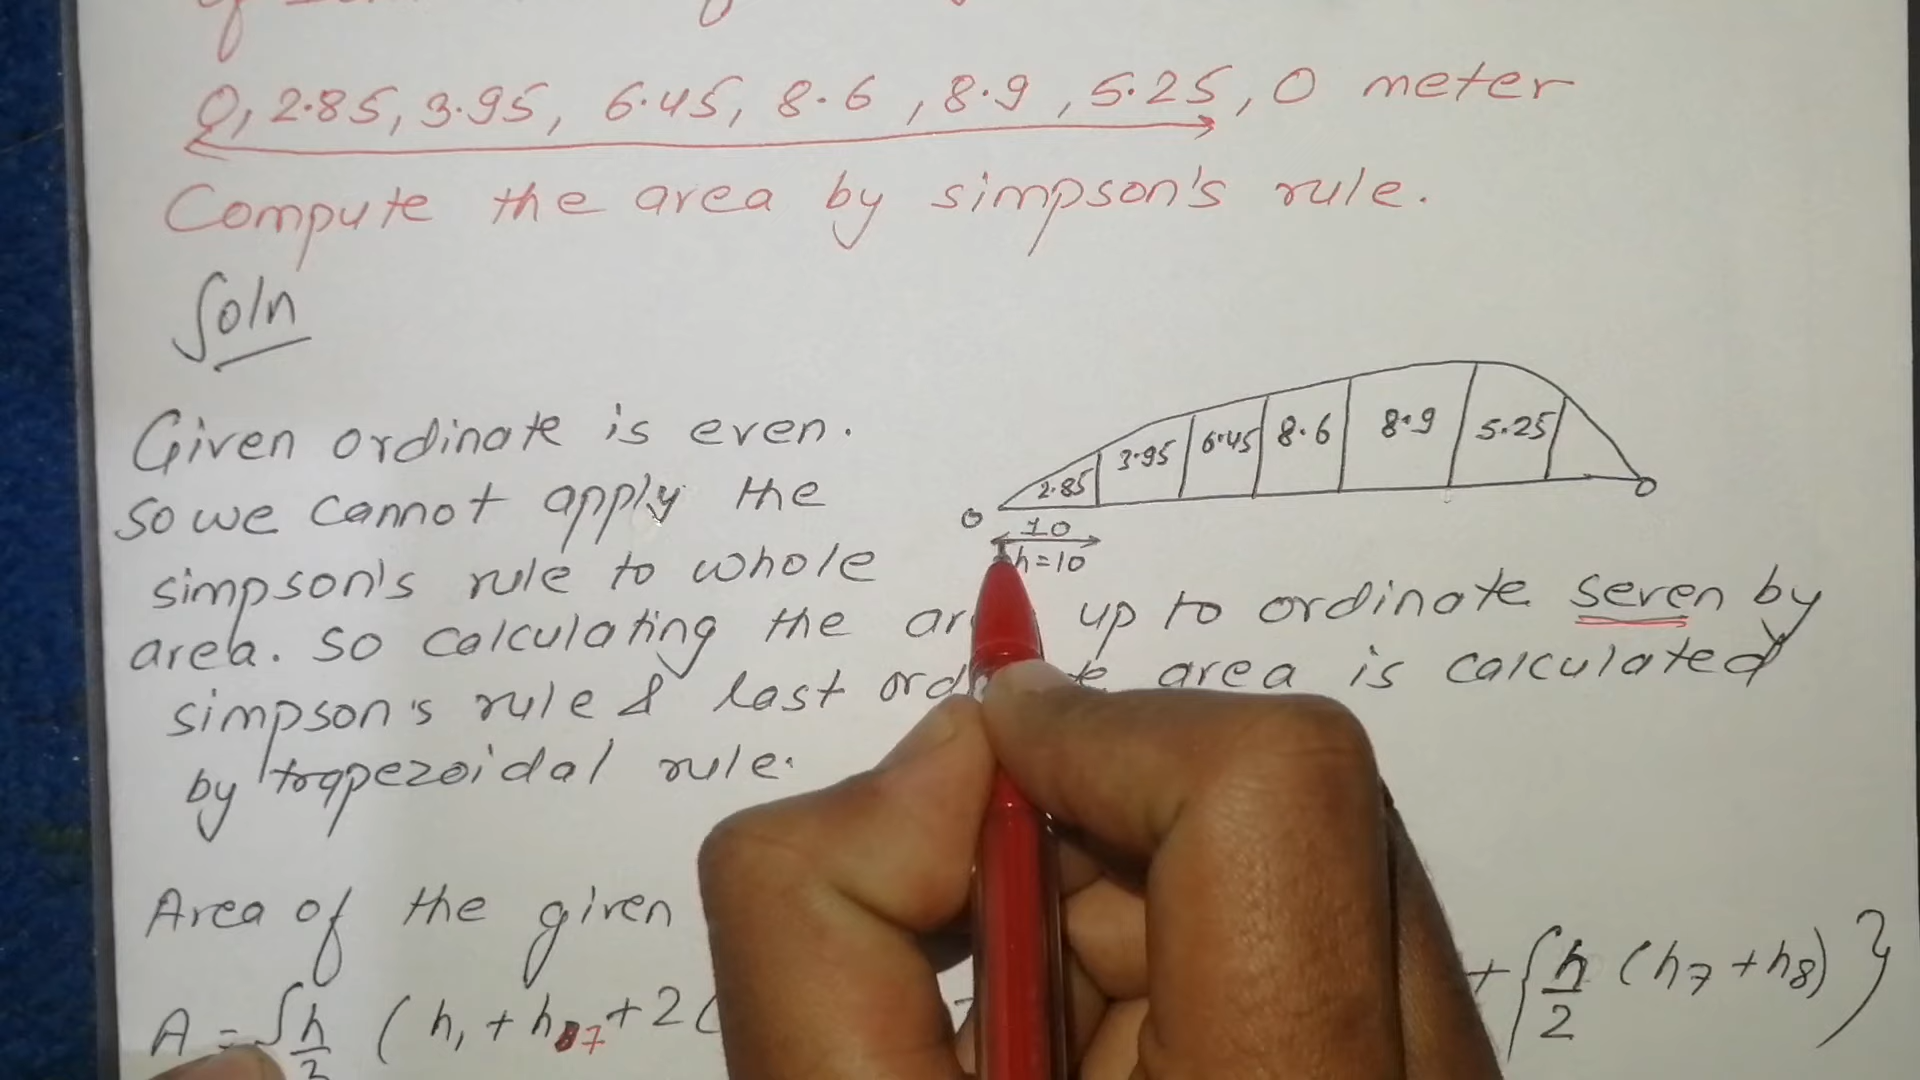 0, 2.85, 3.95, 6.45, 8.6, 8.9, 5.25, 0 meter
Compute the area by simpson's rule.
Soln
Given ordinate is even.
so we cannot apply the
simpson's rule to whole
area. so calculating the up to ordinate seven by
simpson's rule & last area is calculated
by trapezoidal rule.
2.85 3.95 6.45 8.6 8.9 5.25
0 0
10
h=10
Area of the given
A = { h ( h1 + h7 + 2( + { h/2 (h7 + h8) }